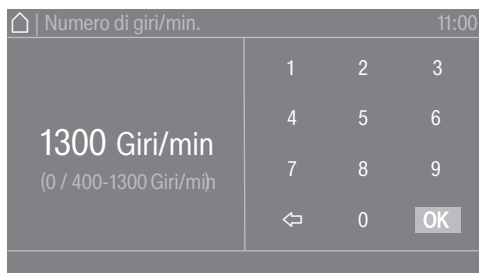 | Numero di giri/min. 11:00
1300 Giri/min
(0 / 400-1300 Giri/min)
1 2 3
4 5 6
7 8 9
0 OK